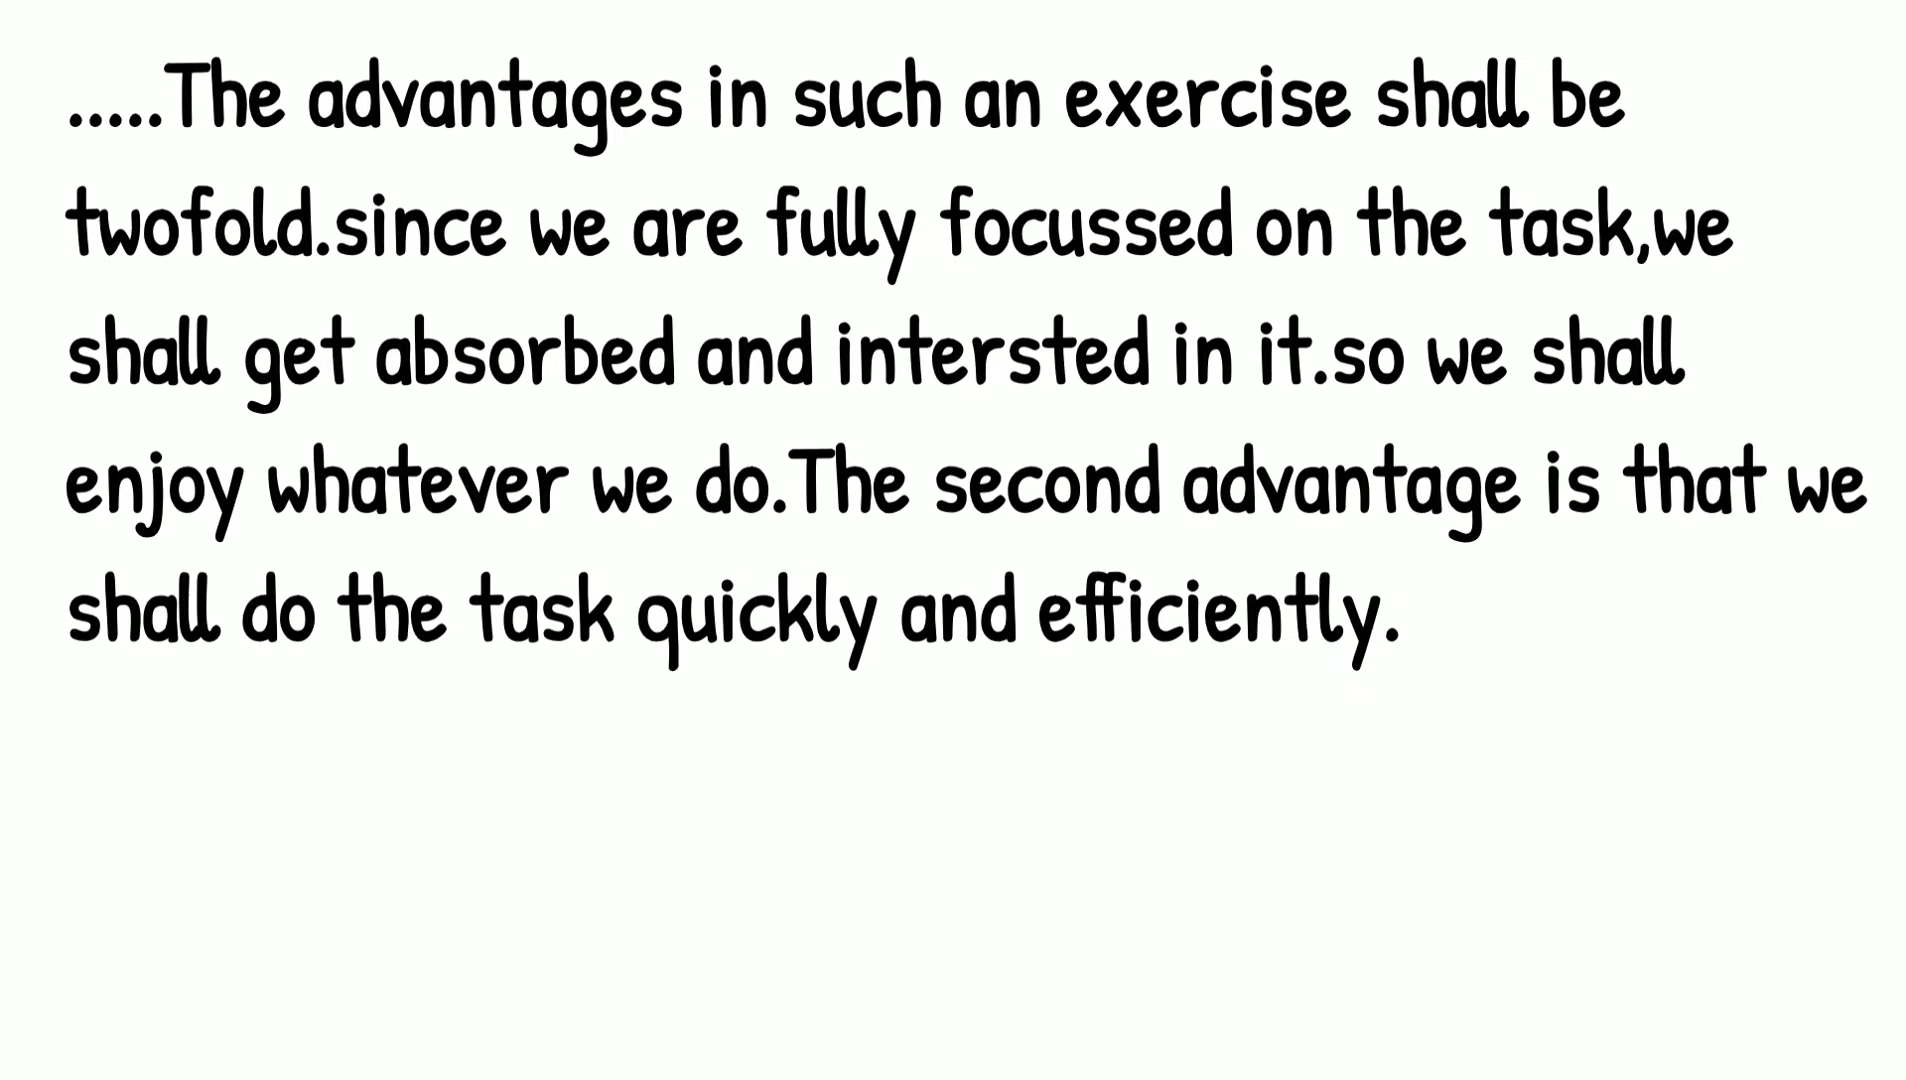 .....The advantages in such an exercise shall be
twofold.since we are fully focussed on the task,we
shall get absorbed and intersted in it.so we shall
enjoy whatever we do.The second advantage is that we
shall do the task quickly and efficiently.